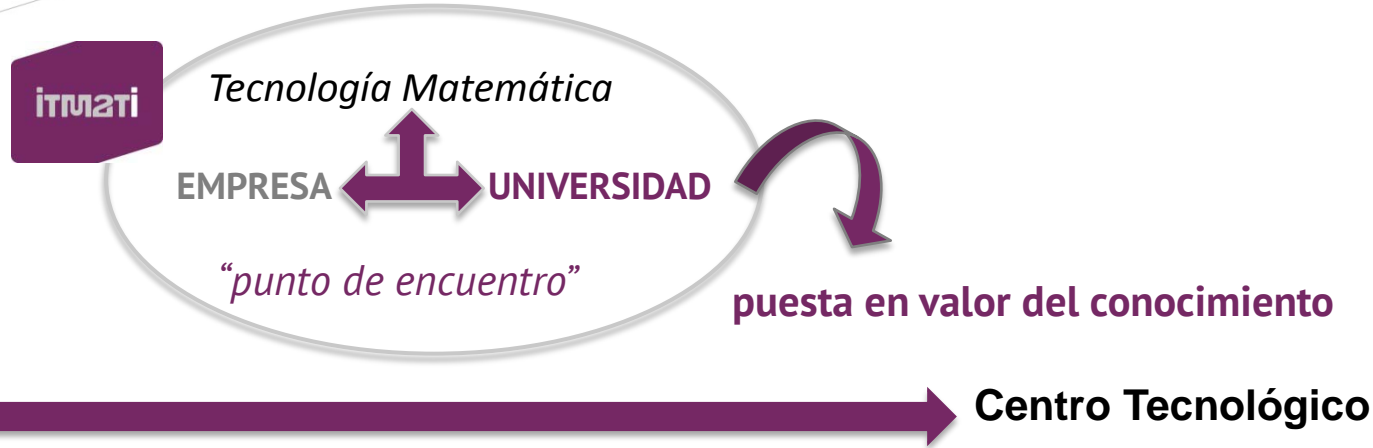 itmati
Tecnología Matemática
EMPRESA UNIVERSIDAD
“punto de encuentro”
puesta en valor del conocimiento
Centro Tecnológico